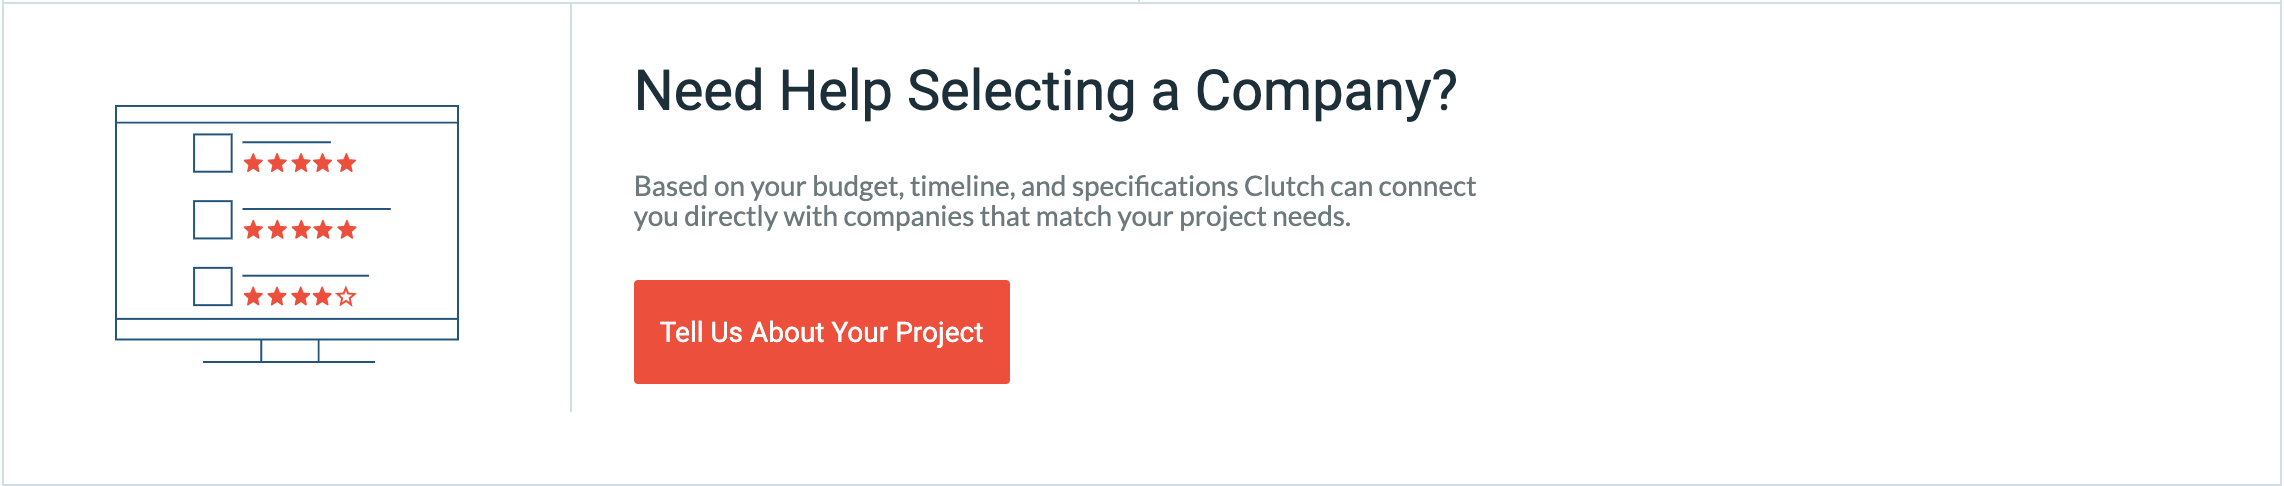 Need Help Selecting a Company?
Based on your budget, timeline, and specifications Clutch can connect
you directly with companies that match your project needs.
Tell Us About Your Project